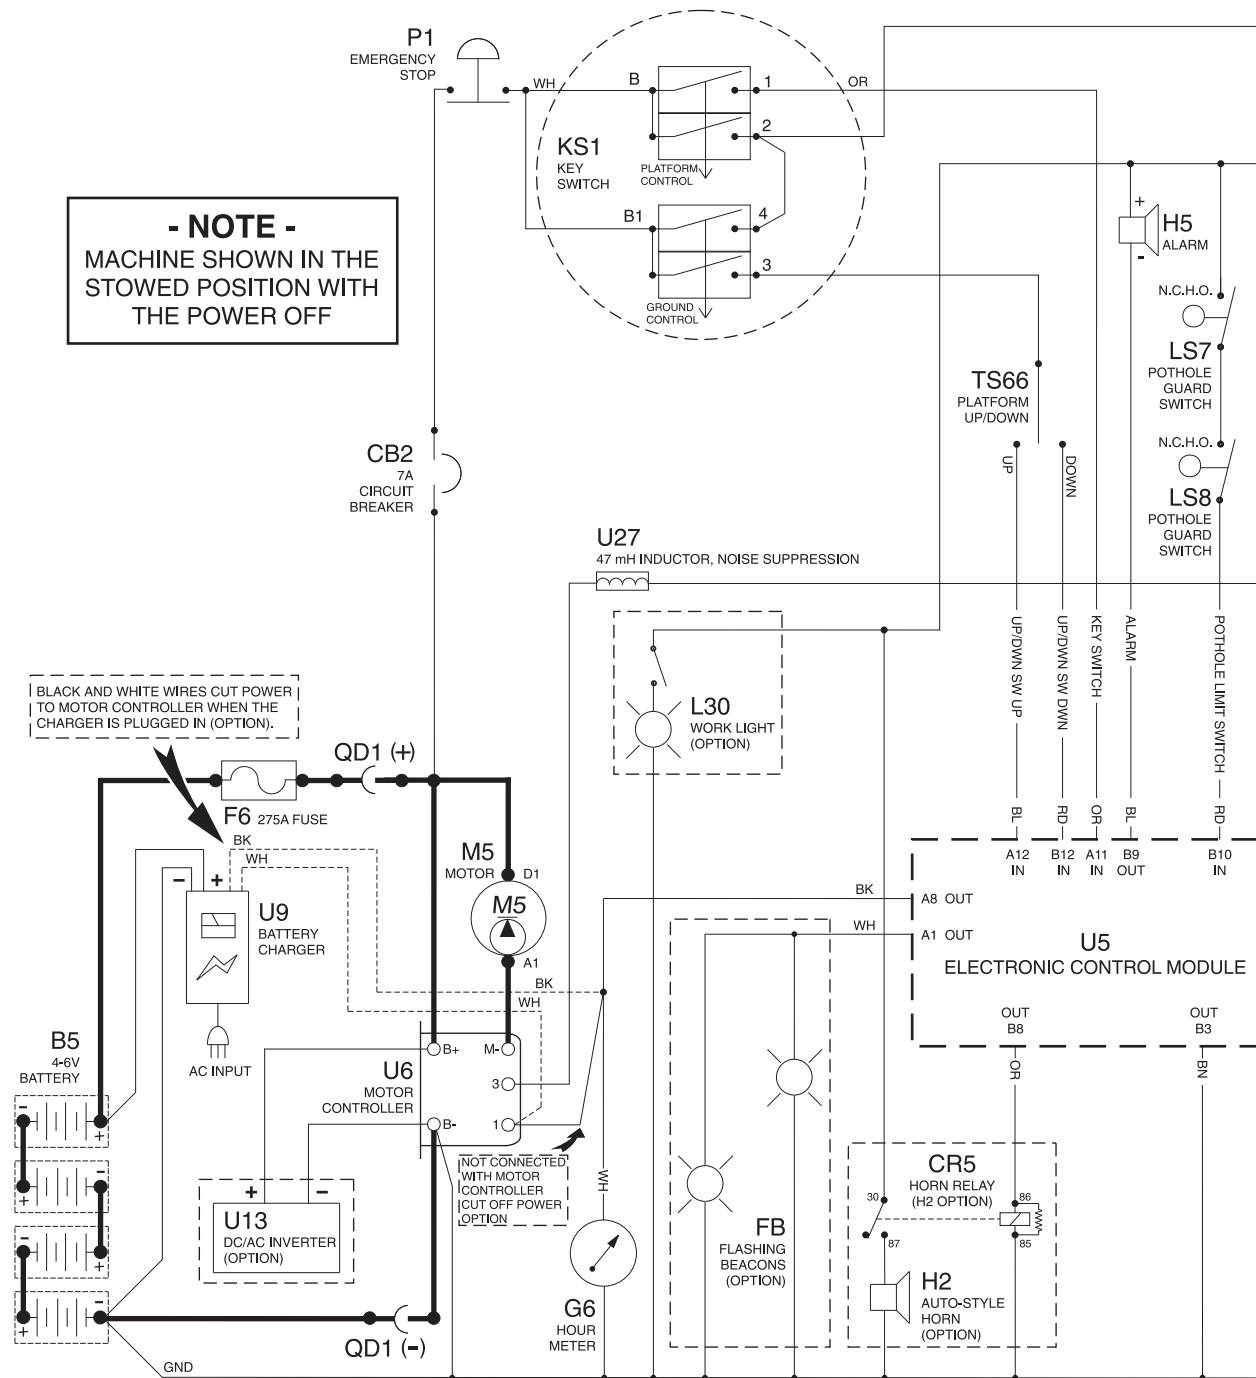 P1
EMERGENCY
STOP
WH
B
1
OR
2
KS1
KEY
SWITCH
PLATFORM
CONTROL
B1
4
3
GROUND
CONTROL
- NOTE -
MACHINE SHOWN IN THE
STOWED POSITION WITH
THE POWER OFF
+
H5
ALARM
-
N.C.H.O.
LS7
POTHOLE
GUARD
SWITCH
TS66
PLATFORM
UP/DOWN
UP
DOWN
N.C.H.O.
LS8
POTHOLE
GUARD
SWITCH
CB2
7A
CIRCUIT
BREAKER
U27
47 mH INDUCTOR, NOISE SUPPRESSION
UP/DWN SW UP
UP/DWN SW DWN
KEY SWITCH
ALARM
POTHOLE LIMIT SWITCH
L30
WORK LIGHT
(OPTION)
BLACK AND WHITE WIRES CUT POWER
TO MOTOR CONTROLLER WHEN THE
CHARGER IS PLUGGED IN (OPTION).
QD1 (+)
F6 275A FUSE
BK
WH
- +
U9
BATTERY
CHARGER
AC INPUT
M5
MOTOR
D1
M5
A1
BK
WH
BL
RD
OR
BL
RD
A12
IN
B12
IN
A11
IN
B9
OUT
B10
IN
BK
A8 OUT
WH
A1 OUT
U5
ELECTRONIC CONTROL MODULE
OUT
B8
OUT
B3
OR
BN
B5
4-6V
BATTERY
-
+
+
-
-
+
+
-
U6
MOTOR
CONTROLLER
B+
M-
3
B-
1
NOT CONNECTED
WITH MOTOR
CONTROLLER
CUT OFF POWER
OPTION
+ -
U13
DC/AC INVERTER
(OPTION)
WH
G6
HOUR
METER
FB
FLASHING
BEACONS
(OPTION)
CR5
HORN RELAY
(H2 OPTION)
30
87
86
85
H2
AUTO-STYLE
HORN
(OPTION)
QD1 (-)
GND